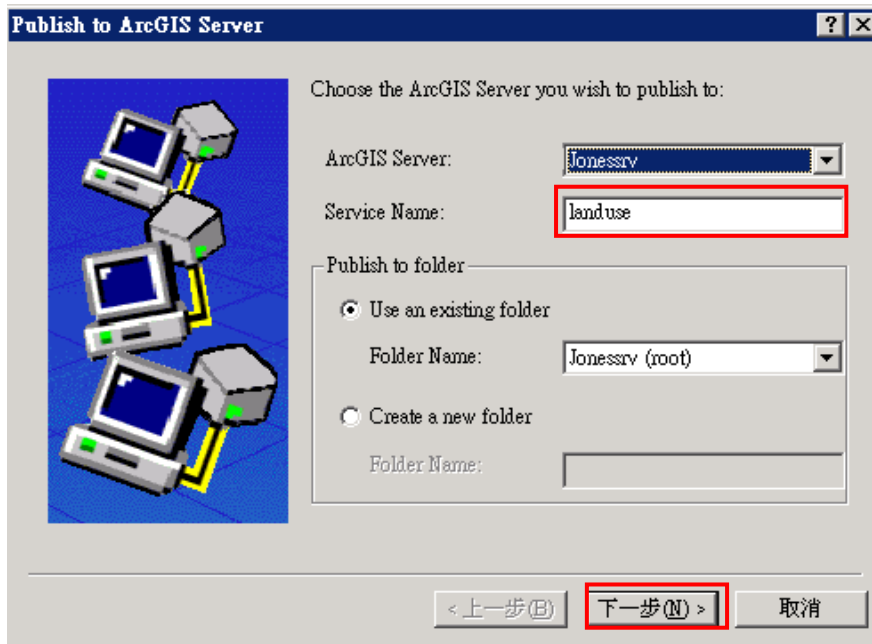 Publish to ArcGIS Server
Choose the ArcGIS Server you wish to publish to:
ArcGIS Server: Jonessrv
Service Name: landuse
Publish to folder
Use an existing folder
Folder Name: Jonessrv (root)
Create a new folder
Folder Name:
< 上一步(B) 下一步(N) > 取消